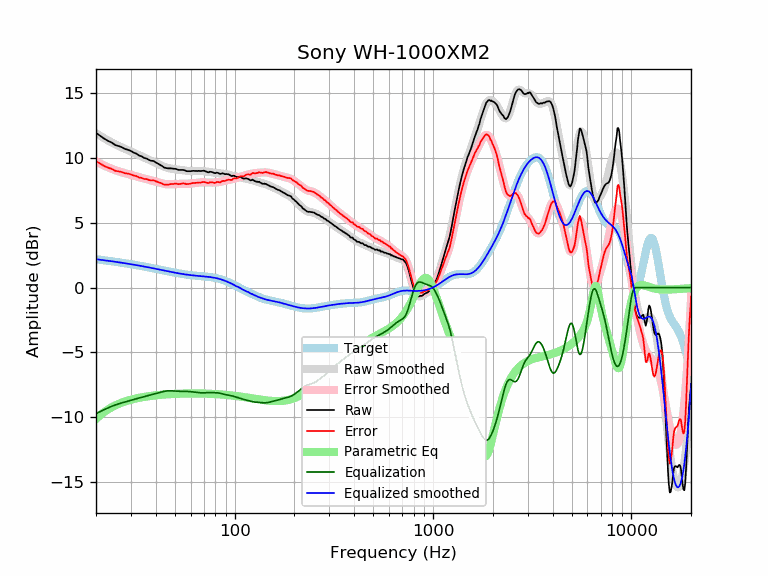 Sony WH-1000XM2
Amplitude (dBr)
15
10
5
0
−5
−10
−15
Target
Raw Smoothed
Error Smoothed
Raw
Error
Parametric Eq
Equalization
Equalized smoothed
100
1000
10000
Frequency (Hz)